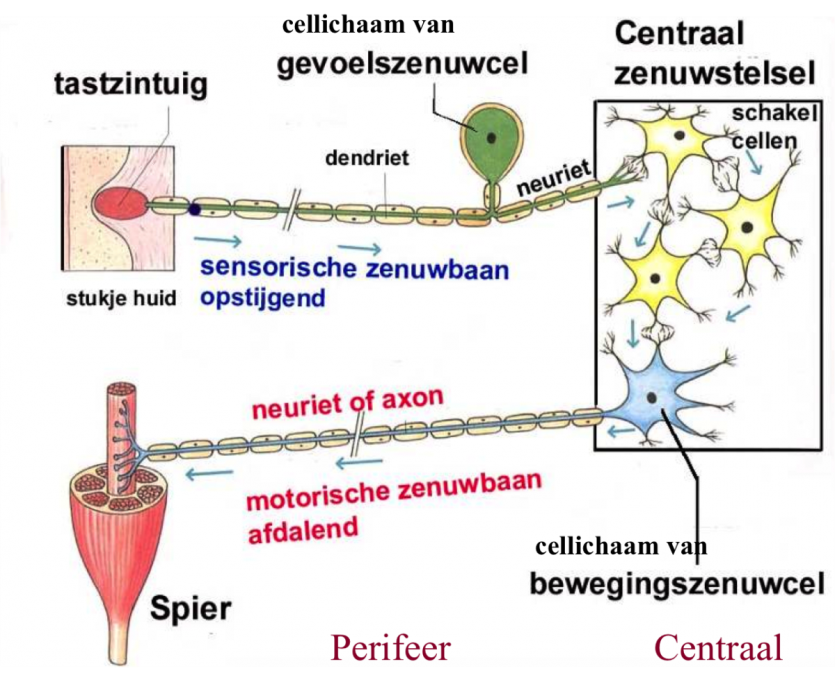 cellichaam van
gevoelszenuwcel
Centraal
zenuwstelsel
tastzintuig
schakel
cellen
dendriet
neuriet
sensorische zenuwbaan
opstijgend
stukje huid
neuriet of axon
motorische zenuwbaan
afdalend
cellichaam van
bewegingszenuwcel
Spier
Perifeer
Centraal